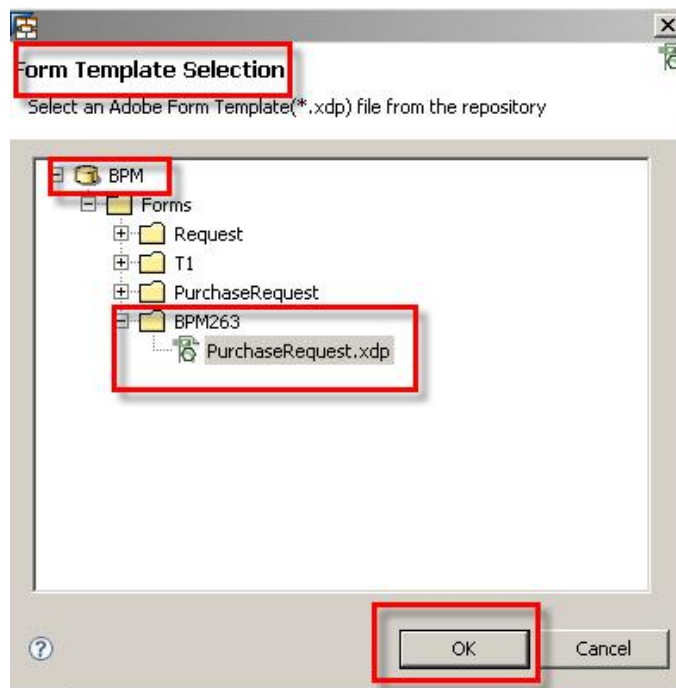 Form Template Selection
Select an Adobe Form Template(*.xdp) file from the repository
BPM
Forms
Request
T1
PurchaseRequest
BPM263
PurchaseRequest.xdp
OK Cancel